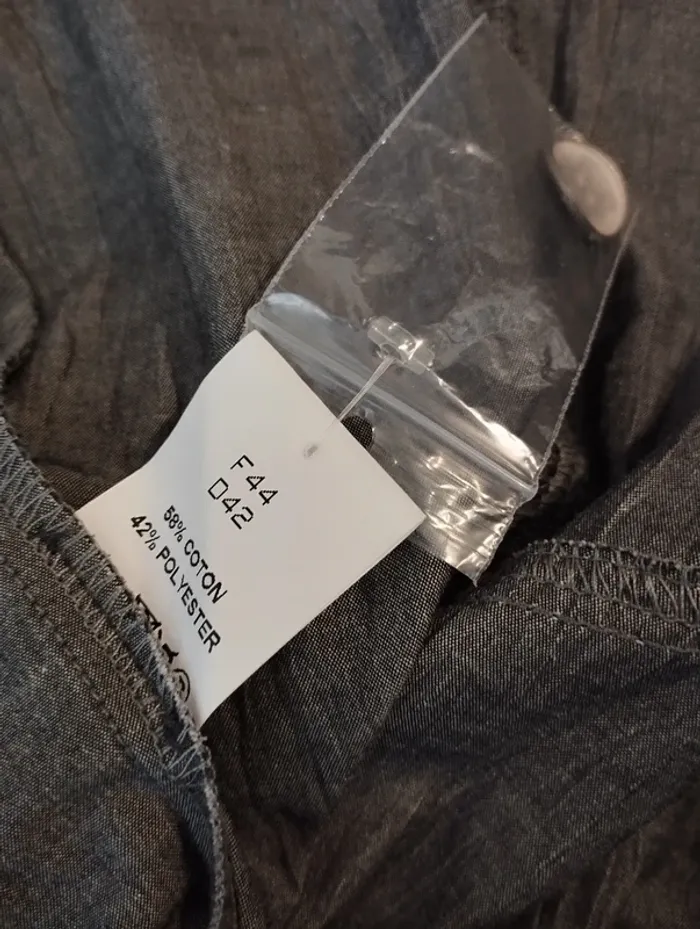 F44
D42
58% COTON
42% POLYESTER